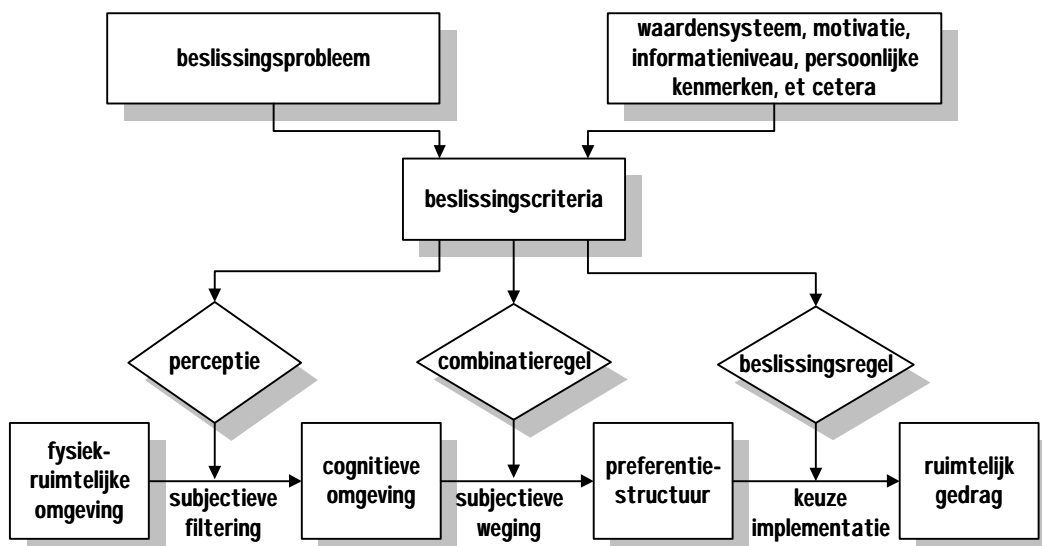 beslissingsprobleem
waardensysteem, motivatie,
informatieniveau, persoonlijke
kenmerken, et cetera
beslissingscriteria
perceptie
combinatieregel
beslissingsregel
fysiek-
ruimtelijke
omgeving
subjectieve
filtering
cognitieve
omgeving
subjectieve
weging
preferentie-
structuur
keuze
implementatie
ruimtelijk
gedrag